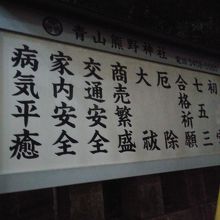 青山熊野神社
初
七五三
合格祈願
厄除
大祓
商売繁盛
交通安全
家内安全
病気平癒